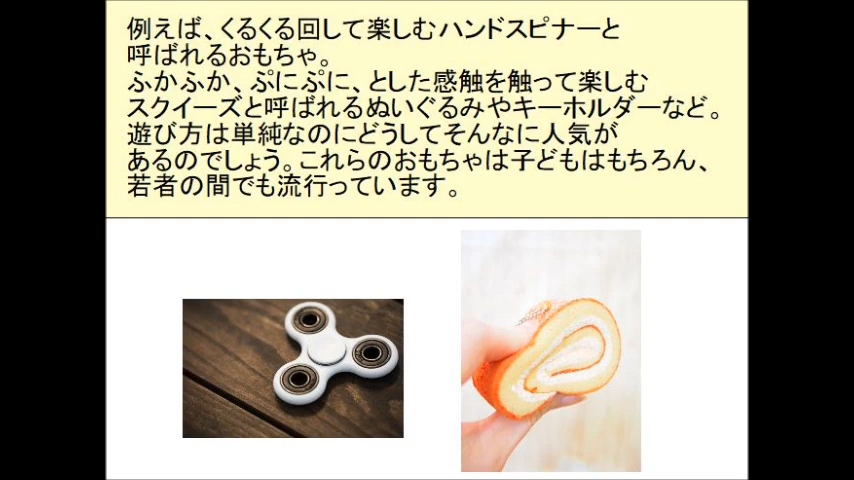 例えば、くるくる回して楽しむハンドスピナーと
呼ばれるおもちゃ。
ふかふか、ぷにぷに、とした感触を触って楽しむ
スクイーズと呼ばれるぬいぐるみやキーホルダーなど。
遊び方は単純なのにどうしてそんなに人気が
あるのでしょう。これらのおもちゃは子どもはもちろん、
若者の間でも流行っています。